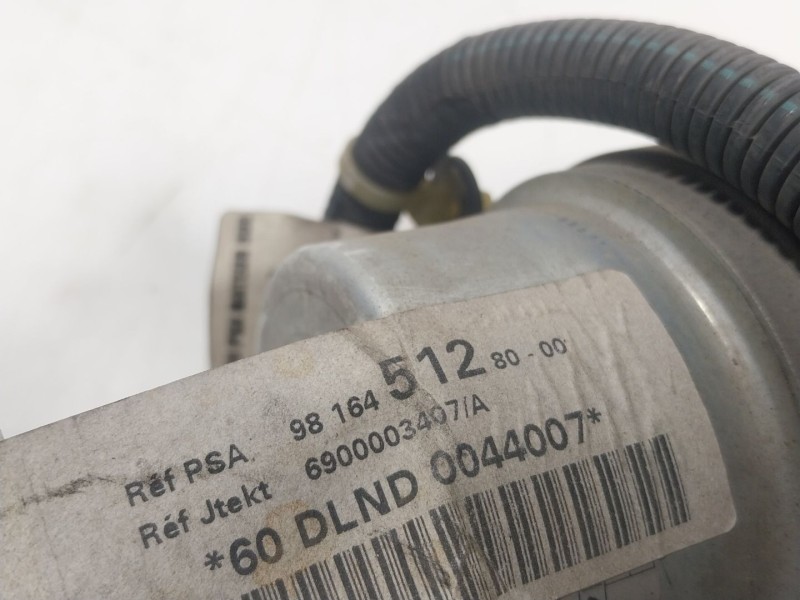 Réf PSA. 98 164 512 80 - 00
Réf Jtekt 6900003407/A
*60 DLND 0044007*